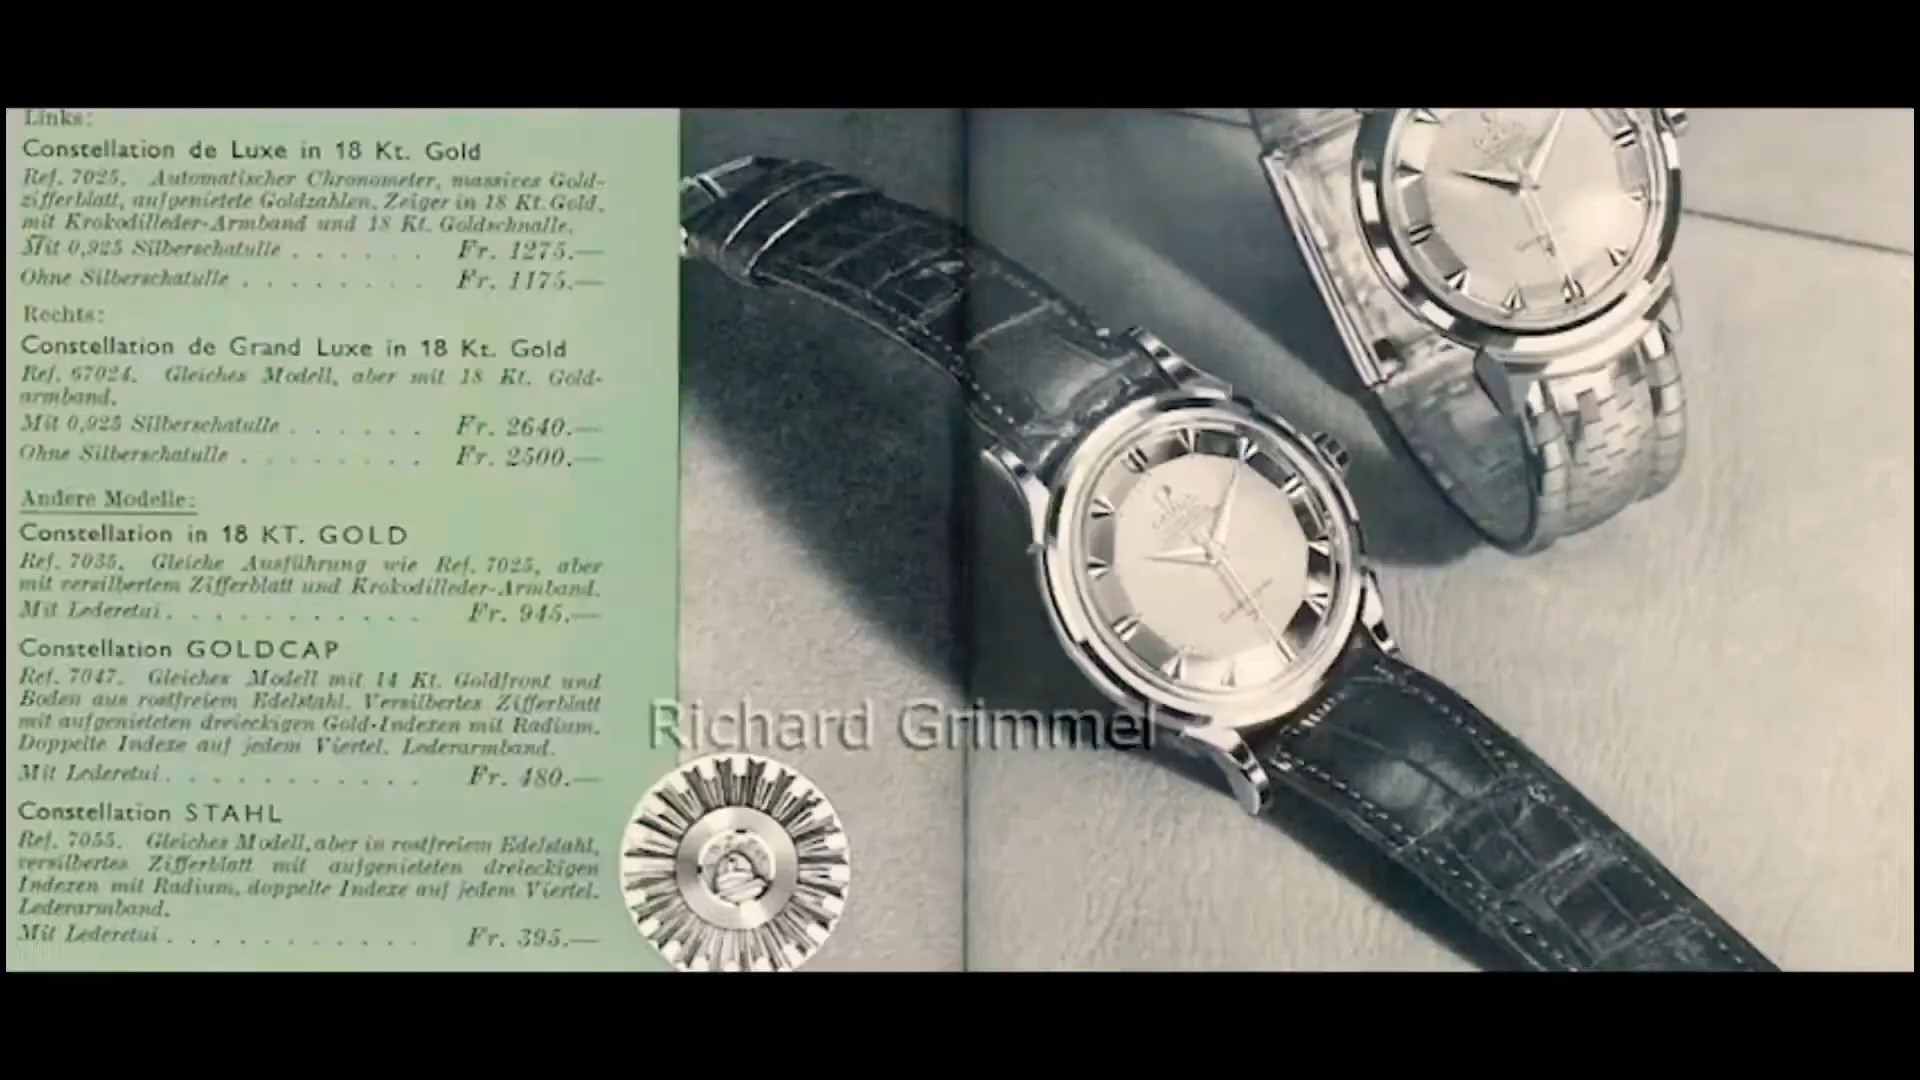 Links:
Constellation de Luxe in 18 Kt. Gold
Ref. 7025. Automatischer Chronometer, massives Gold-
zifferblatt, aufgenietete Goldzahlen. Zeiger in 18 Kt. Gold,
mit Krokodilleder-Armband und 18 Kt. Goldschnalle.
Mit 0,925 Silberschatulle . . . . . . Fr. 1275.—
Ohne Silberschatulle . . . . . . . . Fr. 1175.—
Rechts:
Constellation de Grand Luxe in 18 Kt. Gold
Ref. 67024. Gleiches Modell, aber mit 18 Kt. Gold-
armband.
Mit 0,925 Silberschatulle . . . . . . Fr. 2640.—
Ohne Silberschatulle . . . . . . . . Fr. 2500.—
Andere Modelle:
Constellation in 18 KT. GOLD
Ref. 7035. Gleiche Ausführung wie Ref. 7025, aber
mit versilbertem Zifferblatt und Krokodilleder-Armband.
Mit Lederetui . . . . . . . . . . . Fr. 945.—
Constellation GOLDCAP
Ref. 7047. Gleiches Modell mit 14 Kt. Goldfront und
Boden aus rostfreiem Edelstahl. Versilbertes Zifferblatt
mit aufgenieteten dreieckigen Gold-Indexen mit Radium.
Doppelte Indexe auf jedem Viertel. Lederarmband.
Mit Lederetui . . . . . . . . . . . Fr. 480.—
Constellation STAHL
Ref. 7055. Gleiches Modell, aber in rostfreiem Edelstahl,
versilbertes Zifferblatt mit aufgenieteten dreieckigen
Indexen mit Radium, doppelte Indexe auf jedem Viertel.
Lederarmband.
Mit Lederetui . . . . . . . . . . . Fr. 395.—
Richard Grimmel